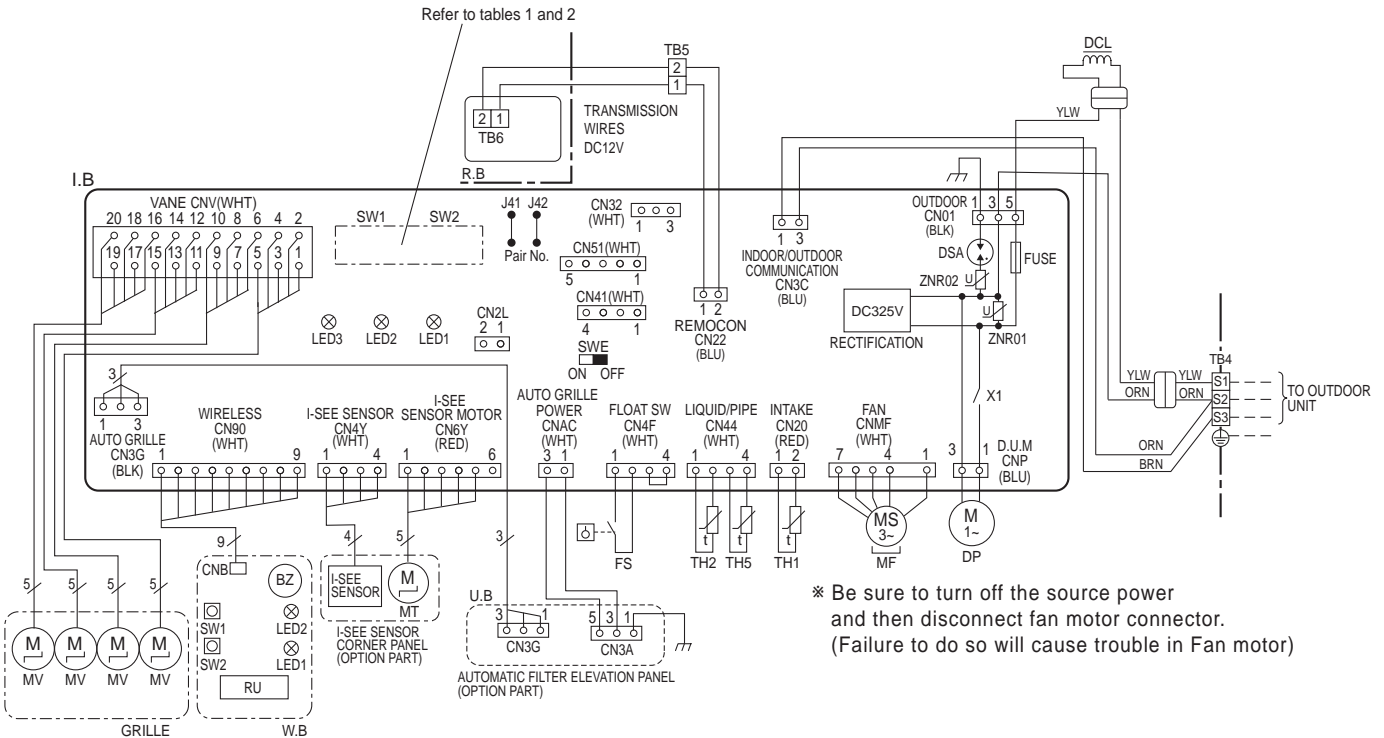 Refer to tables 1 and 2
DCL
TB5
2
1
YLW
2 1
TB6
TRANSMISSION
WIRES
DC12V
R.B
I.B
VANE CNV(WHT)
20 18 16 14 12 10 8 6 4 2
19 17 15 13 11 9 7 5 3 1
SW1 SW2
J41 J42
Pair No.
CN32
(WHT)
1 3
CN51(WHT)
5 1
CN41(WHT)
4 1
SWE
ON OFF
1 3
INDOOR/OUTDOOR
COMMUNICATION
CN3C
(BLU)
OUTDOOR 1 3 5
CN01
(BLK)
DSA
FUSE
ZNR02 U
U
ZNR01
DC325V
RECTIFICATION
1 2
REMOCON
CN22
(BLU)
LED3 LED2 LED1
CN2L
2 1
X1
TB4
YLW YLW S1
ORN ORN S2
S3
TO OUTDOOR
UNIT
ORN
BRN
3
1 3
AUTO GRILLE
CN3G
(BLK)
WIRELESS
CN90
(WHT)
1 9
I-SEE SENSOR
CN4Y
(WHT)
1 4
I-SEE
SENSOR MOTOR
CN6Y
(RED)
1 6
AUTO GRILLE
POWER
CNAC
(WHT)
3 1
FLOAT SW
CN4F
(WHT)
1 4
LIQUID/PIPE
CN44
(WHT)
1 4
INTAKE
CN20
(RED)
1 2
FAN
CNMF
(WHT)
7 4 1
3 1
D.U.M
CNP
(BLU)
5 5 5 5
M M M M
MV MV MV MV
GRILLE
9
CNB
BZ
SW1
LED2
SW2
LED1
RU
W.B
4
I-SEE
SENSOR
5
M
MT
I-SEE SENSOR
CORNER PANEL
(OPTION PART)
3
U.B
3 1
CN3G
5 3 1
CN3A
AUTOMATIC FILTER ELEVATION PANEL
(OPTION PART)
FS
t t t
TH2 TH5 TH1
MS
3~
MF
M
1~
DP
※ Be sure to turn off the source power
and then disconnect fan motor connector.
(Failure to do so will cause trouble in Fan motor)